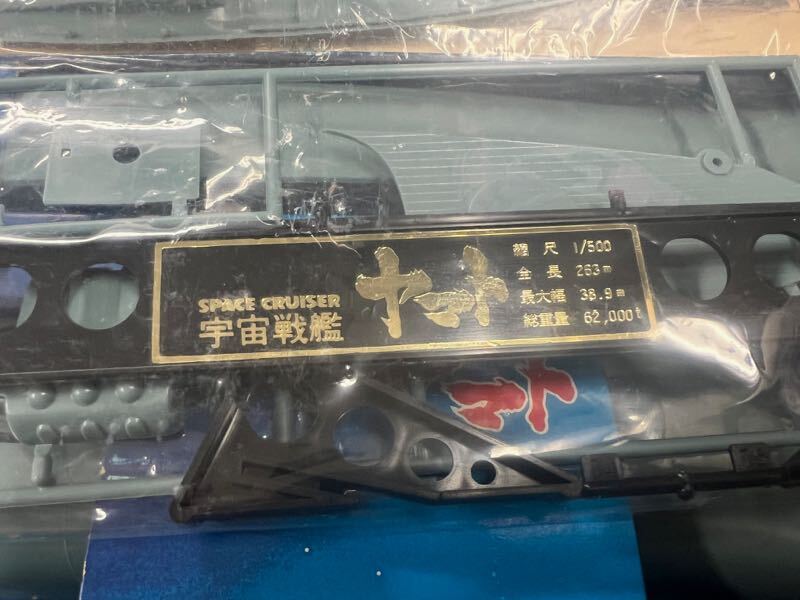 SPACE CRUISER
宇宙戦艦
ヤマト
縮尺 1/500
全長 263m
最大幅 38.9m
総重量 62,000t